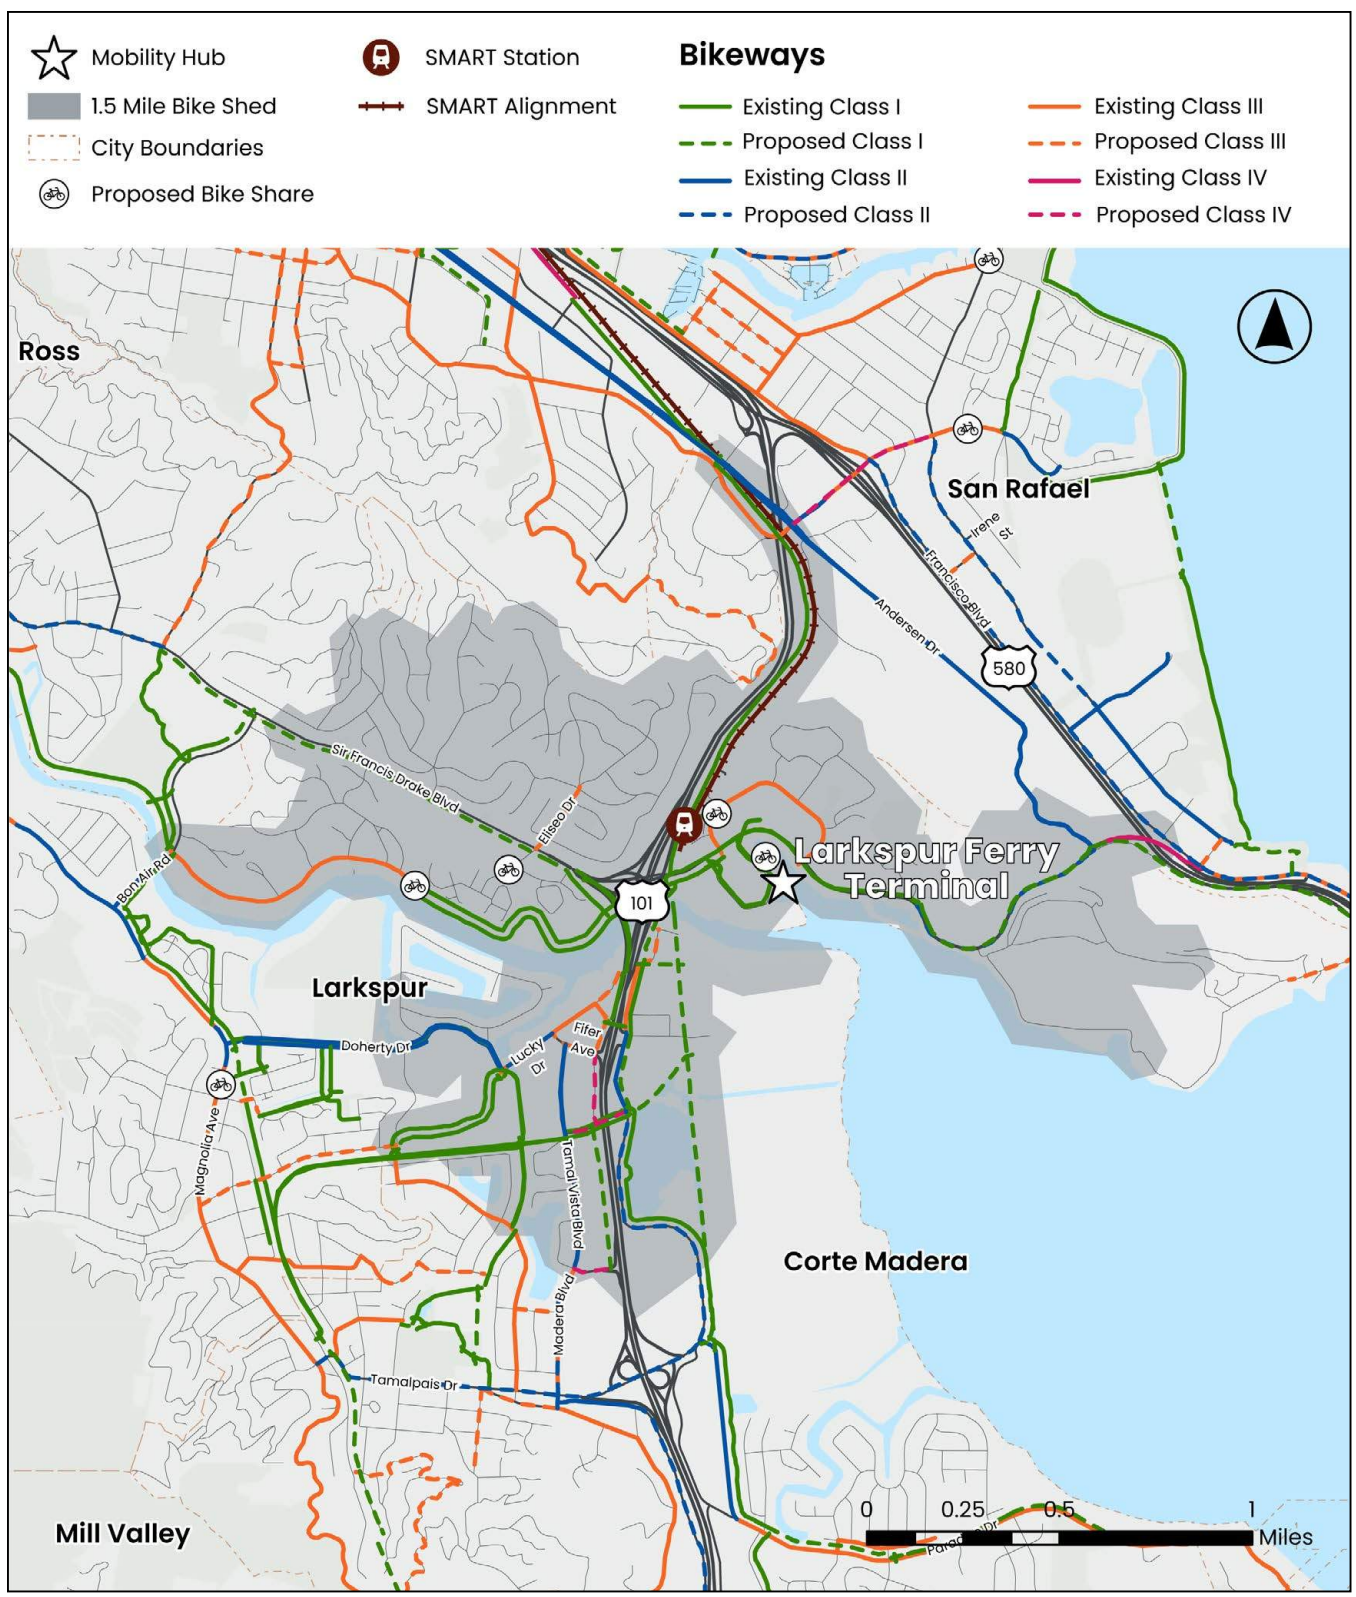 Mobility Hub
1.5 Mile Bike Shed
City Boundaries
Proposed Bike Share
SMART Station
SMART Alignment
Bikeways
Existing Class I
Proposed Class I
Existing Class II
Proposed Class II
Existing Class III
Proposed Class III
Existing Class IV
Proposed Class IV
Ross
San Rafael
Irene
St
Francisco Blvd
Andersen Dr
580
Sir Francis Drake Blvd
Eliseo Dr
Larkspur Ferry
Terminal
Bon Air Rd
101
Larkspur
Fifer
Ave
Lucky
Dr
Doherty Dr
Magnolia Ave
Tamal Vista Blvd
Corte Madera
Madera Blvd
Tamalpais Dr
Mill Valley
0 0.25 0.5 1
Miles
Paradise Dr